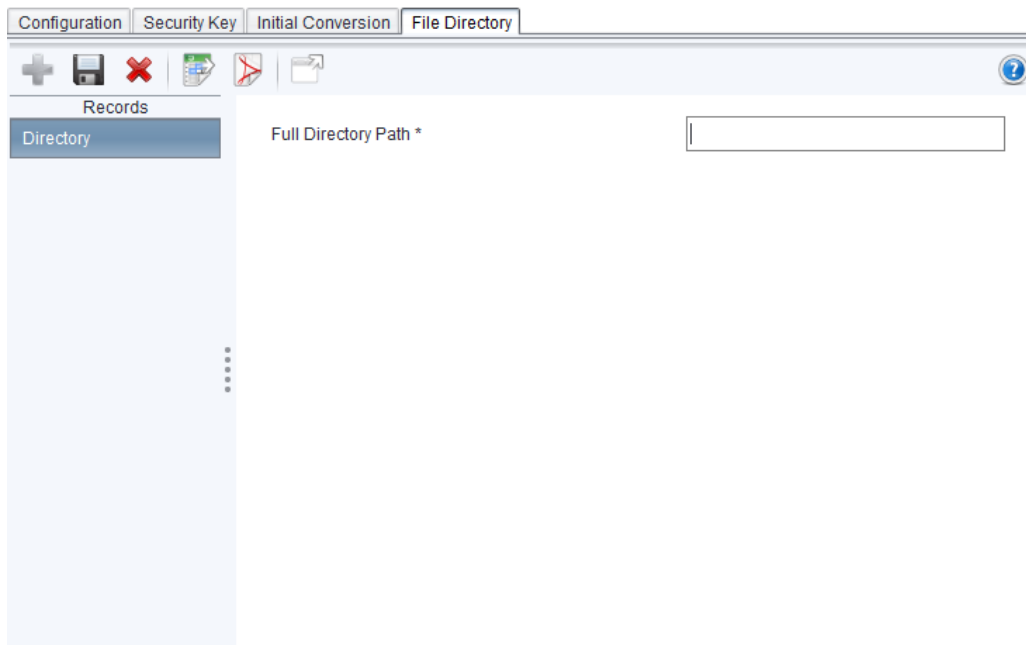 Configuration Security Key Initial Conversion File Directory
?
Records
Directory
Full Directory Path *